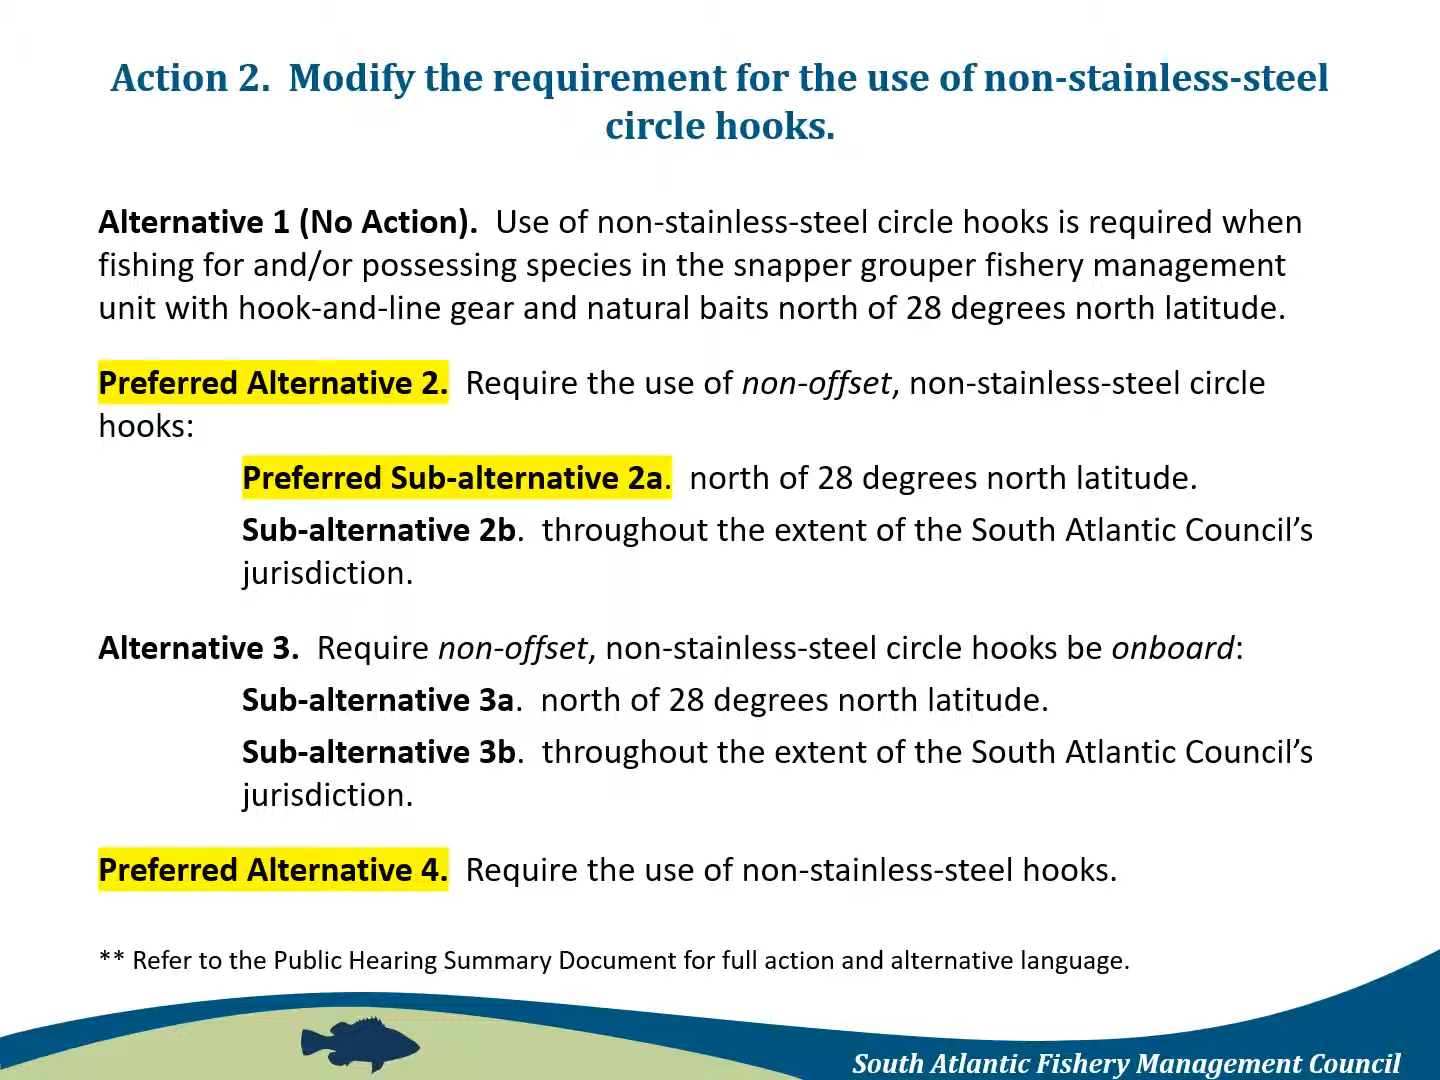 Action 2.  Modify the requirement for the use of non-stainless-steel
circle hooks.
Alternative 1 (No Action).  Use of non-stainless-steel circle hooks is required when
fishing for and/or possessing species in the snapper grouper fishery management
unit with hook-and-line gear and natural baits north of 28 degrees north latitude.
Preferred Alternative 2.  Require the use of non-offset, non-stainless-steel circle
hooks:
Preferred Sub-alternative 2a.  north of 28 degrees north latitude.
Sub-alternative 2b.  throughout the extent of the South Atlantic Council’s
jurisdiction.
Alternative 3.  Require non-offset, non-stainless-steel circle hooks be onboard:
Sub-alternative 3a.  north of 28 degrees north latitude.
Sub-alternative 3b.  throughout the extent of the South Atlantic Council’s
jurisdiction.
Preferred Alternative 4.  Require the use of non-stainless-steel hooks.
** Refer to the Public Hearing Summary Document for full action and alternative language.
South Atlantic Fishery Management Council